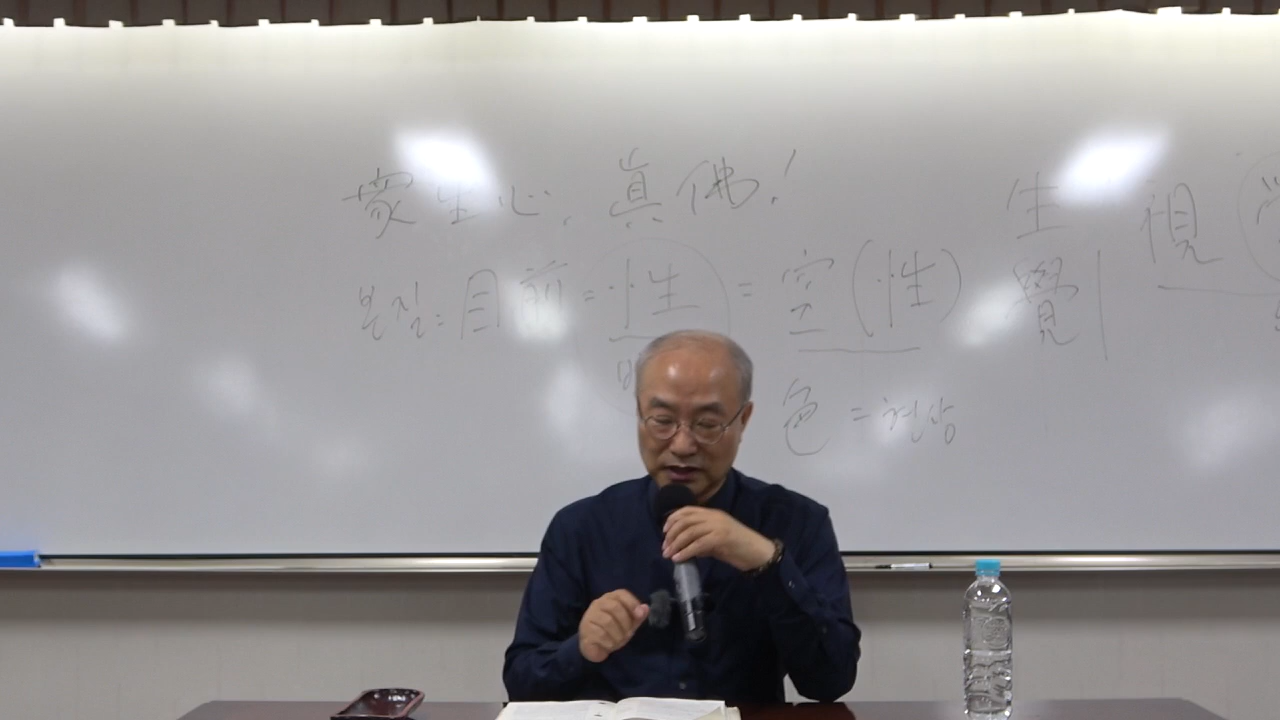 衆生心, 眞佛!
본질: 目前 = 性 = 空(性)
色 = 현상
生 視
覺